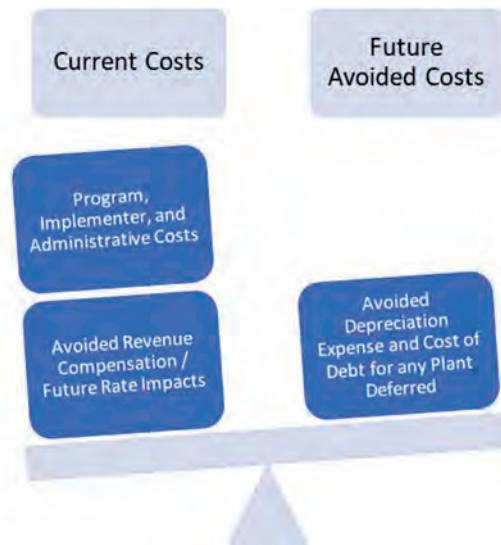 Current Costs
Future
Avoided Costs
Program,
Implementer, and
Administrative Costs
Avoided Revenue
Compensation /
Future Rate Impacts
Avoided
Depreciation
Expense and Cost of
Debt for any Plant
Deferred